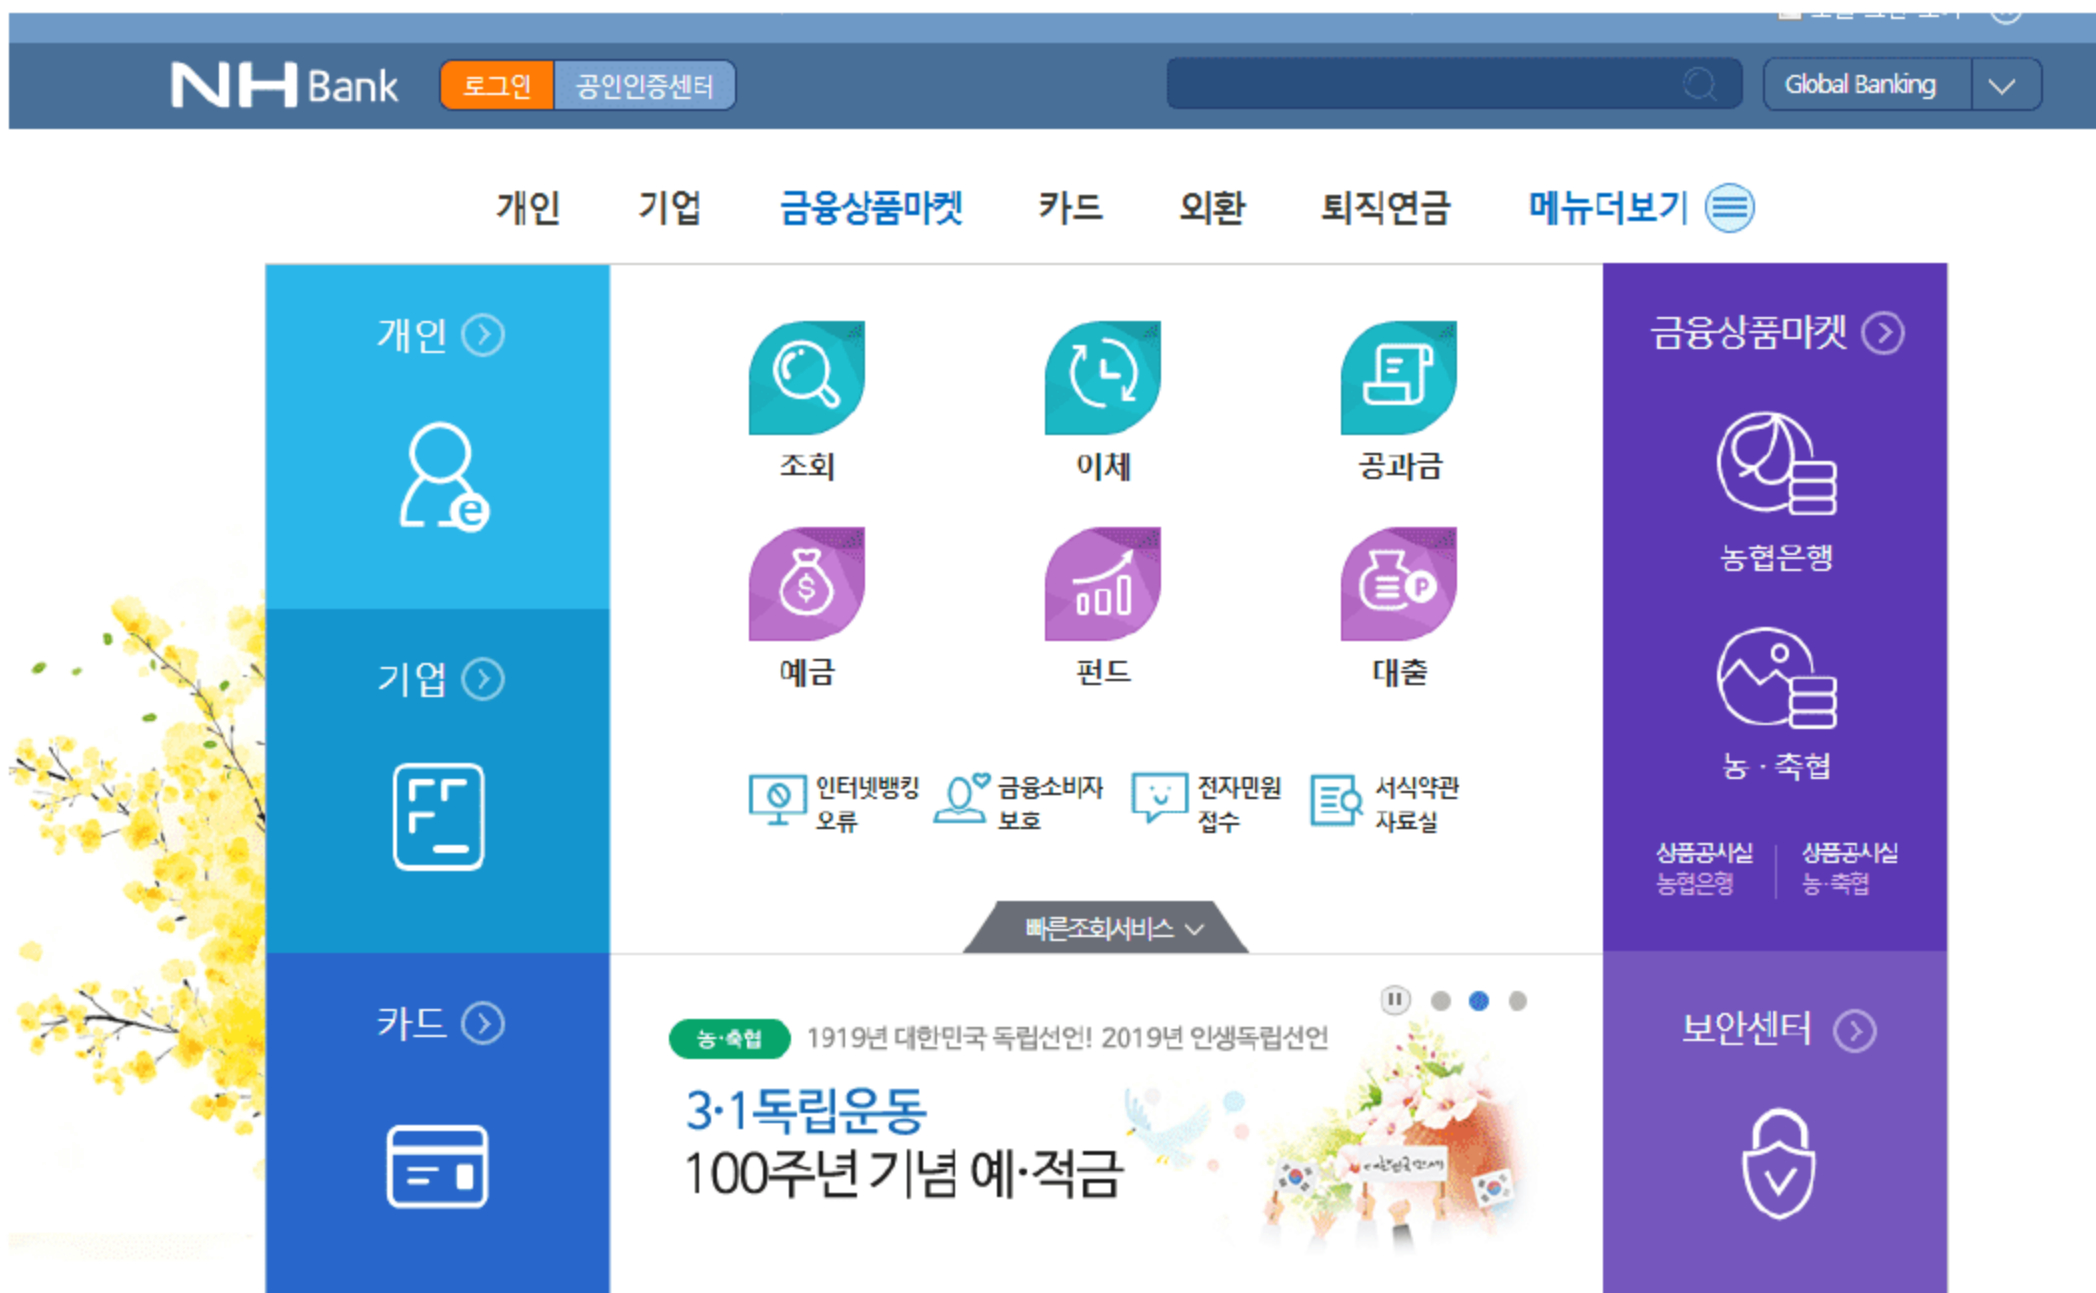 NH Bank
로그인
공인인증센터
Global Banking
개인
기업
금융상품마켓
카드
외환
퇴직연금
메뉴더보기
개인
기업
카드
조회
이체
공과금
예금
펀드
대출
인터넷뱅킹
오류
금융소비자
보호
전자민원
접수
서식약관
자료실
빠른조회서비스
농·축협
1919년 대한민국 독립선언! 2019년 인생독립선언
3·1독립운동
100주년 기념 예·적금
금융상품마켓
농협은행
농·축협
상품공시실
농협은행
상품공시실
농·축협
보안센터